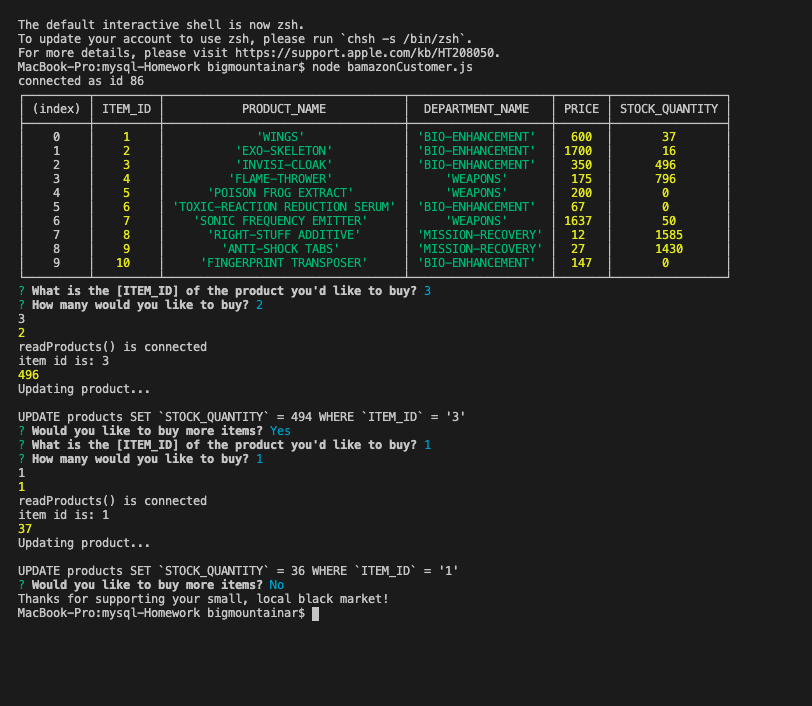 The default interactive shell is now zsh.
To update your account to use zsh, please run `chsh -s /bin/zsh`.
For more details, please visit https://support.apple.com/kb/HT208050.
MacBook-Pro:mysql-Homework bigmountainar$ node bamazonCustomer.js
connected as id 86
(index) ITEM_ID PRODUCT_NAME DEPARTMENT_NAME PRICE STOCK_QUANTITY
0 1 'WINGS' 'BIO-ENHANCEMENT' 600 37
1 2 'EXO-SKELETON' 'BIO-ENHANCEMENT' 1700 16
2 3 'INVISI-CLOAK' 'BIO-ENHANCEMENT' 350 496
3 4 'FLAME-THROWER' 'WEAPONS' 175 796
4 5 'POISON FROG EXTRACT' 'WEAPONS' 200 0
5 6 'TOXIC-REACTION REDUCTION SERUM' 'BIO-ENHANCEMENT' 67 0
6 7 'SONIC FREQUENCY EMITTER' 'WEAPONS' 1637 50
7 8 'RIGHT-STUFF ADDITIVE' 'MISSION-RECOVERY' 12 1585
8 9 'ANTI-SHOCK TABS' 'MISSION-RECOVERY' 27 1430
9 10 'FINGERPRINT TRANSPOSER' 'BIO-ENHANCEMENT' 147 0
? What is the [ITEM_ID] of the product you'd like to buy? 3
? How many would you like to buy? 2
3
2
readProducts() is connected
item id is: 3
496
Updating product...
UPDATE products SET `STOCK_QUANTITY` = 494 WHERE `ITEM_ID` = '3'
? Would you like to buy more items? Yes
? What is the [ITEM_ID] of the product you'd like to buy? 1
? How many would you like to buy? 1
1
1
readProducts() is connected
item id is: 1
37
Updating product...
UPDATE products SET `STOCK_QUANTITY` = 36 WHERE `ITEM_ID` = '1'
? Would you like to buy more items? No
Thanks for supporting your small, local black market!
MacBook-Pro:mysql-Homework bigmountainar$